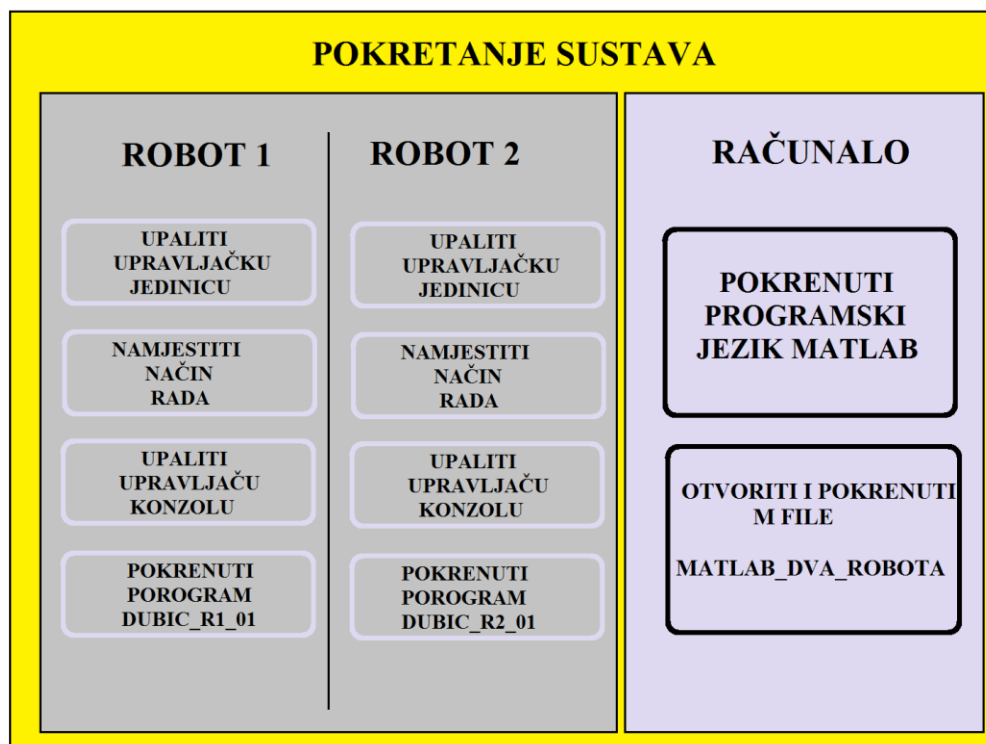 POKRETANJE SUSTAVA
ROBOT 1
UPALITI
UPRAVLJAČKU
JEDINICU
NAMJESTITI
NAČIN
RADA
UPALITI
UPRAVLJAČU
KONZOLU
POKRENUTI
POROGRAM
DUBIC_R1_01
ROBOT 2
UPALITI
UPRAVLJAČKU
JEDINICU
NAMJESTITI
NAČIN
RADA
UPALITI
UPRAVLJAČU
KONZOLU
POKRENUTI
POROGRAM
DUBIC_R2_01
RAČUNALO
POKRENUTI
PROGRAMSKI
JEZIK MATLAB
OTVORITI I POKRENUTI
M FILE
MATLAB_DVA_ROBOTA